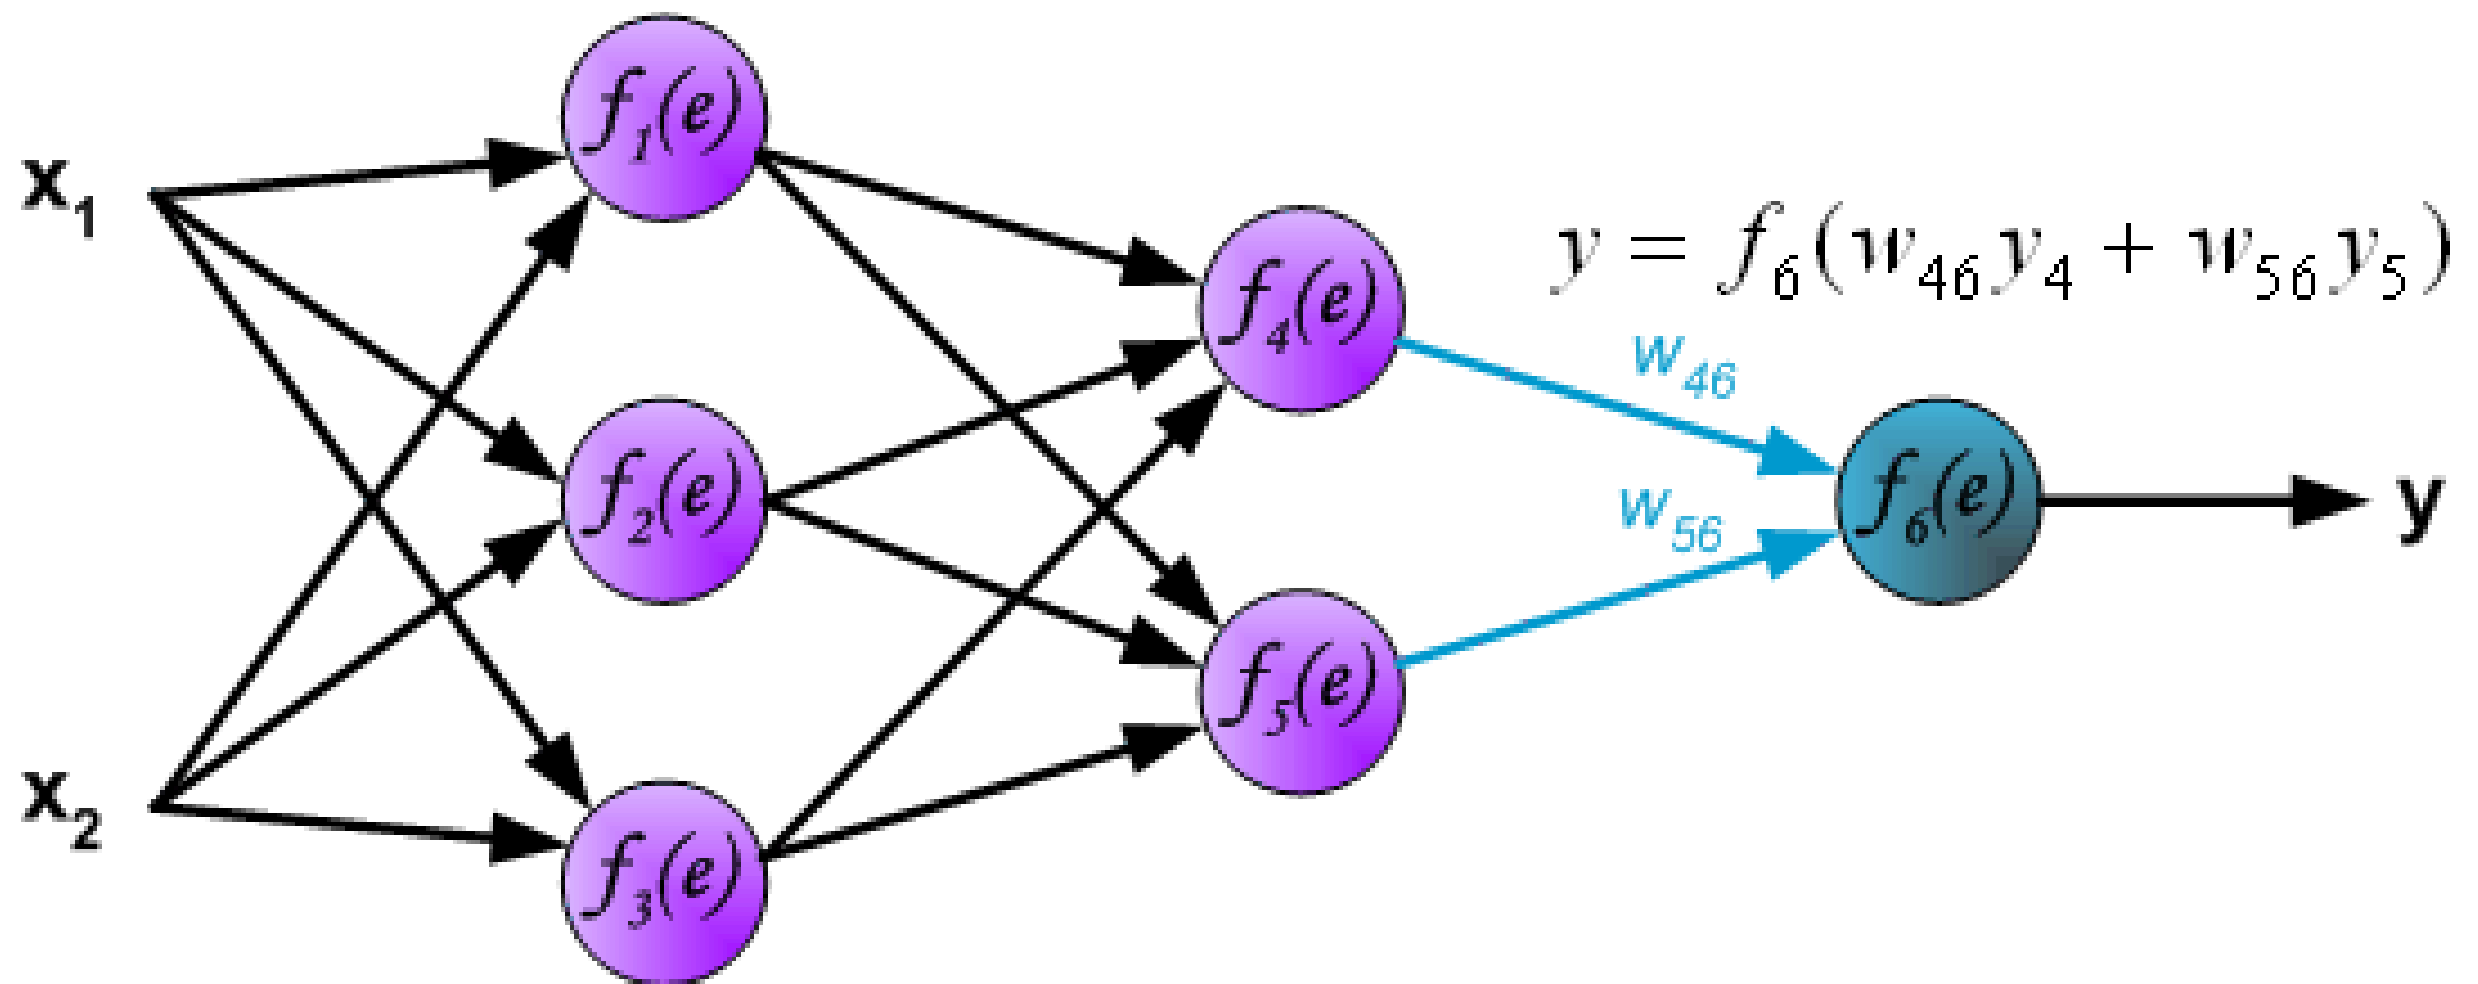 x₁
x₂
f₁(e)
f₂(e)
f₃(e)
f₄(e)
f₅(e)
y = f₆(w₄₆y₄ + w₅₆y₅)
w₄₆
w₅₆
f₆(e)
y